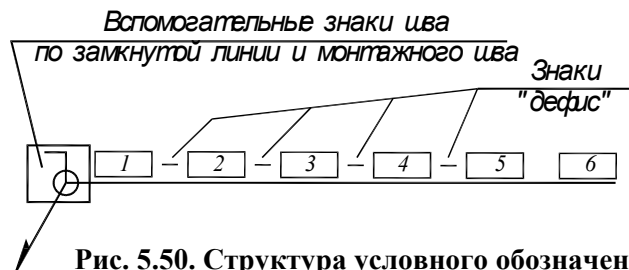 Вспомогательные знаки шва
по замкнутой линии и монтажного шва
Знаки
"дефис"
1 – 2 – 3 – 4 – 5 6
Рис. 5.50. Структура условного обозначен